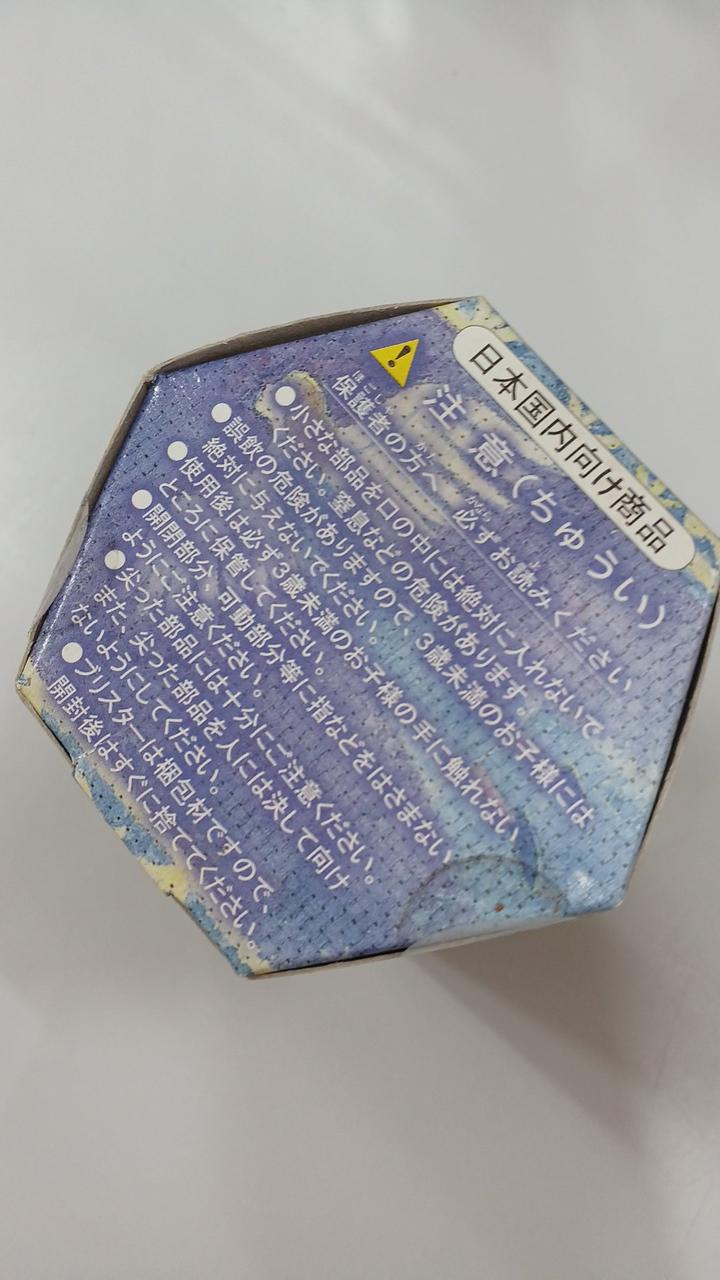 日本国内向け商品
注意(ちゅうい)
保護者の方へ 必ずお読みください
●小さな部品を口の中には絶対に入れないで
ください。窒息などの危険があります。
●誤飲の危険がありますので、3歳未満のお子様には
絶対に与えないでください。
●使用後は必ず3歳未満のお子様の手に触れない
ところに保管してください。
●開閉部分、可動部分等に指などをはさまない
ようにご注意ください。
●尖った部品には十分にご注意ください。
また、尖った部品を人には決して向け
ないようにしてください。
●ブリスターは梱包材ですので、
開封後はすぐに捨ててください。